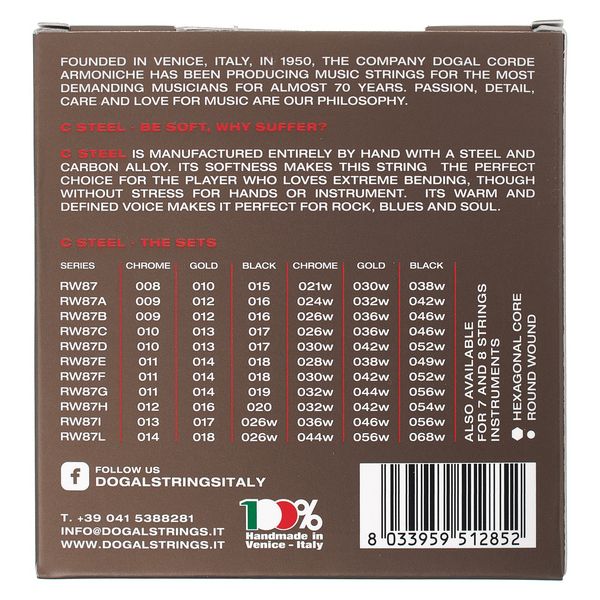 FOUNDED IN VENICE, ITALY, IN 1950, THE COMPANY DOGAL CORDE
ARMONICHE HAS BEEN PRODUCING MUSIC STRINGS FOR THE MOST
DEMANDING MUSICIANS FOR ALMOST 70 YEARS. PASSION, DETAIL,
CARE AND LOVE FOR MUSIC ARE OUR PHILOSOPHY.
C STEEL - BE SOFT, WHY SUFFER?
C STEEL IS MANUFACTURED ENTIRELY BY HAND WITH A STEEL AND
CARBON ALLOY. ITS SOFTNESS MAKES THIS STRING THE PERFECT
CHOICE FOR THE PLAYER WHO LOVES EXTREME BENDING, THOUGH
WITHOUT STRESS FOR HANDS OR INSTRUMENT. ITS WARM AND
DEFINED VOICE MAKES IT PERFECT FOR ROCK, BLUES AND SOUL.
C STEEL - THE SETS
SERIES CHROME GOLD BLACK CHROME GOLD BLACK
RW87 008 010 015 021w 030w 038w
RW87A 009 012 016 024w 032w 042w
RW87B 009 012 016 026w 036w 046w
RW87C 010 013 017 026w 036w 046w
RW87D 010 013 017 030w 042w 052w
RW87E 011 014 018 028w 038w 049w
RW87F 011 014 018 030w 042w 052w
RW87G 011 014 019 032w 044w 056w
RW87H 012 016 020 032w 042w 054w
RW87I 013 017 026w 036w 046w 056w
RW87L 014 018 026w 044w 056w 068w
ALSO AVAILABLE
FOR 7 AND 8 STRINGS
INSTRUMENTS
HEXAGONAL CORE
ROUND WOUND
FOLLOW US
DOGALSTRINGSITALY
T. +39 041 5388281
INFO@DOGALSTRINGS.IT
WWW.DOGALSTRINGS.IT
100%
Handmade in
Venice - Italy
8 033959 512852